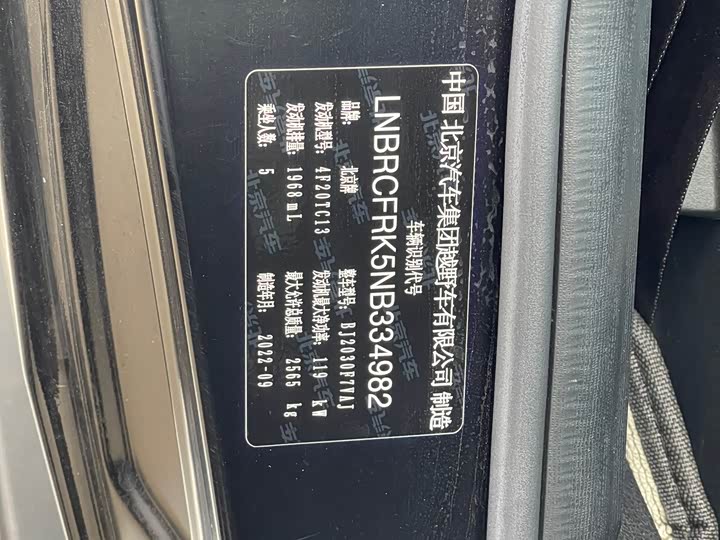 中国 北京汽车集团越野车有限公司 制造
车辆识别代号
LNBRCFRK5NB334982
品牌: 北京牌 整车型号: BJ2030F7VAJ
发动机型号: 4F20TC13 发动机最大净功率: 119 kW
发动机排量: 1968 mL 最大允许总质量: 2565 kg
乘坐人数: 5 制造年月: 2022-09